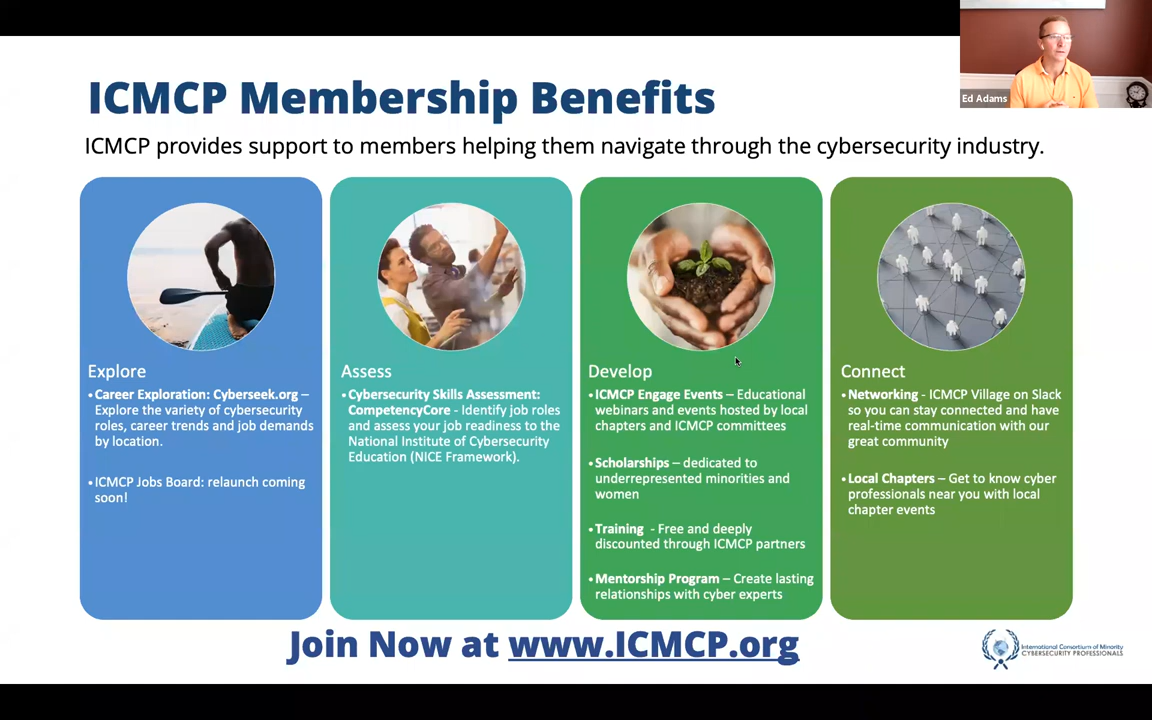 ICMCP Membership Benefits
Ed Adams
ICMCP provides support to members helping them navigate through the cybersecurity industry.
Explore
•Career Exploration: Cyberseek.org –
Explore the variety of cybersecurity
roles, career trends and job demands
by location.
•ICMCP Jobs Board: relaunch coming
soon!
Assess
•Cybersecurity Skills Assessment:
CompetencyCore - Identify job roles
and assess your job readiness to the
National Institute of Cybersecurity
Education (NICE Framework).
Develop
•ICMCP Engage Events – Educational
webinars and events hosted by local
chapters and ICMCP committees
•Scholarships – dedicated to
underrepresented minorities and
women
•Training - Free and deeply
discounted through ICMCP partners
•Mentorship Program – Create lasting
relationships with cyber experts
Connect
•Networking - ICMCP Village on Slack
so you can stay connected and have
real-time communication with our
great community
•Local Chapters – Get to know cyber
professionals near you with local
chapter events
Join Now at www.ICMCP.org
International Consortium of Minority
CYBERSECURITY PROFESSIONALS